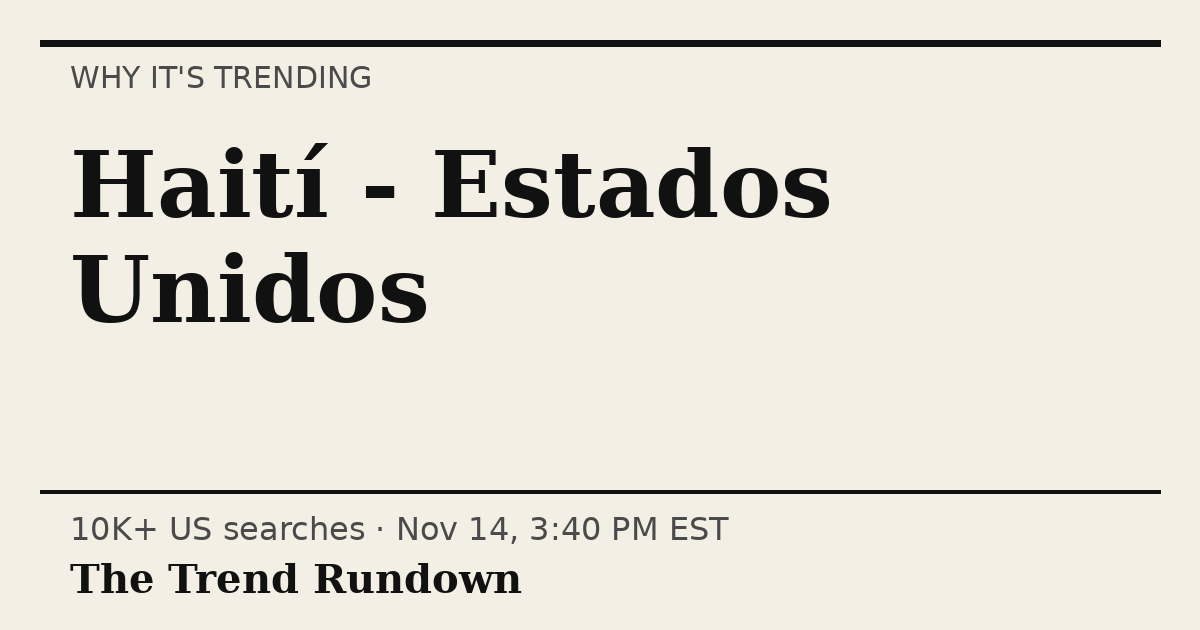 WHY IT'S TRENDING
Haití - Estados
Unidos
10K+ US searches · Nov 14, 3:40 PM EST
The Trend Rundown